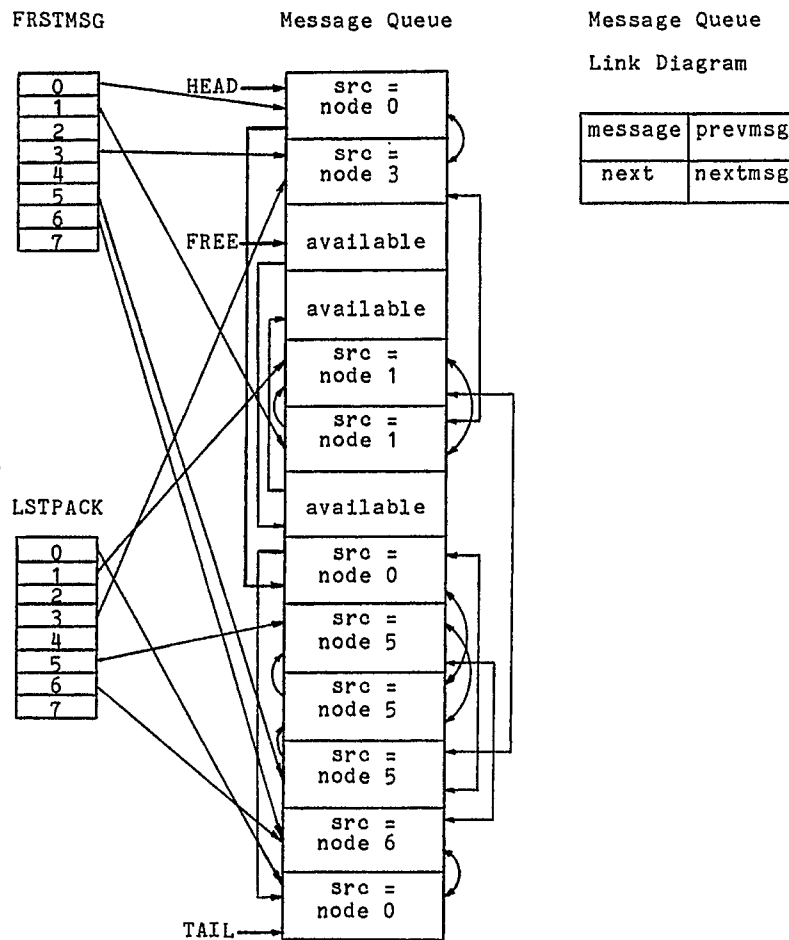 FRSTMSG
Message Queue
Message Queue
Link Diagram
0
1
2
3
4
5
6
7
HEAD
FREE
message prevmsg
next nextmsg
src =
node 0
src =
node 3
available
available
src =
node 1
src =
node 1
available
src =
node 0
src =
node 5
src =
node 5
src =
node 5
src =
node 6
src =
node 0
LSTPACK
0
1
2
3
4
5
6
7
TAIL